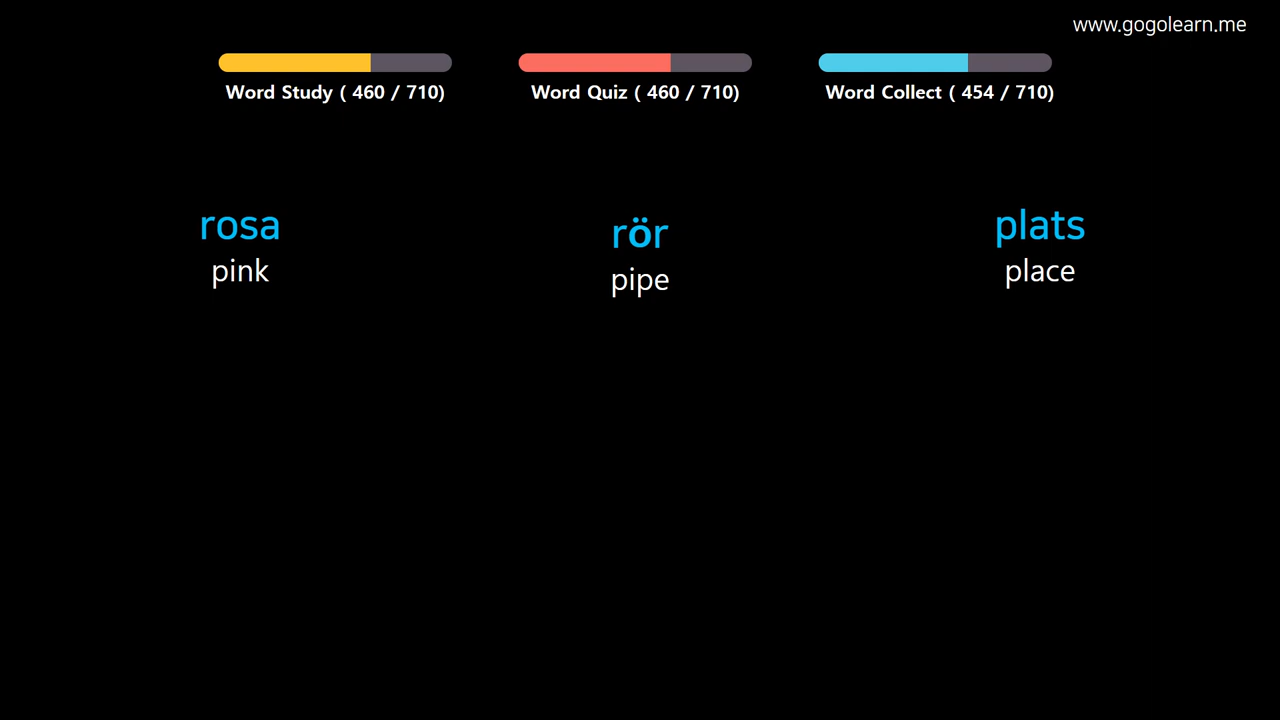 www.gogolearn.me
Word Study ( 460 / 710)
Word Quiz ( 460 / 710)
Word Collect ( 454 / 710)
rosa
pink
rör
pipe
plats
place